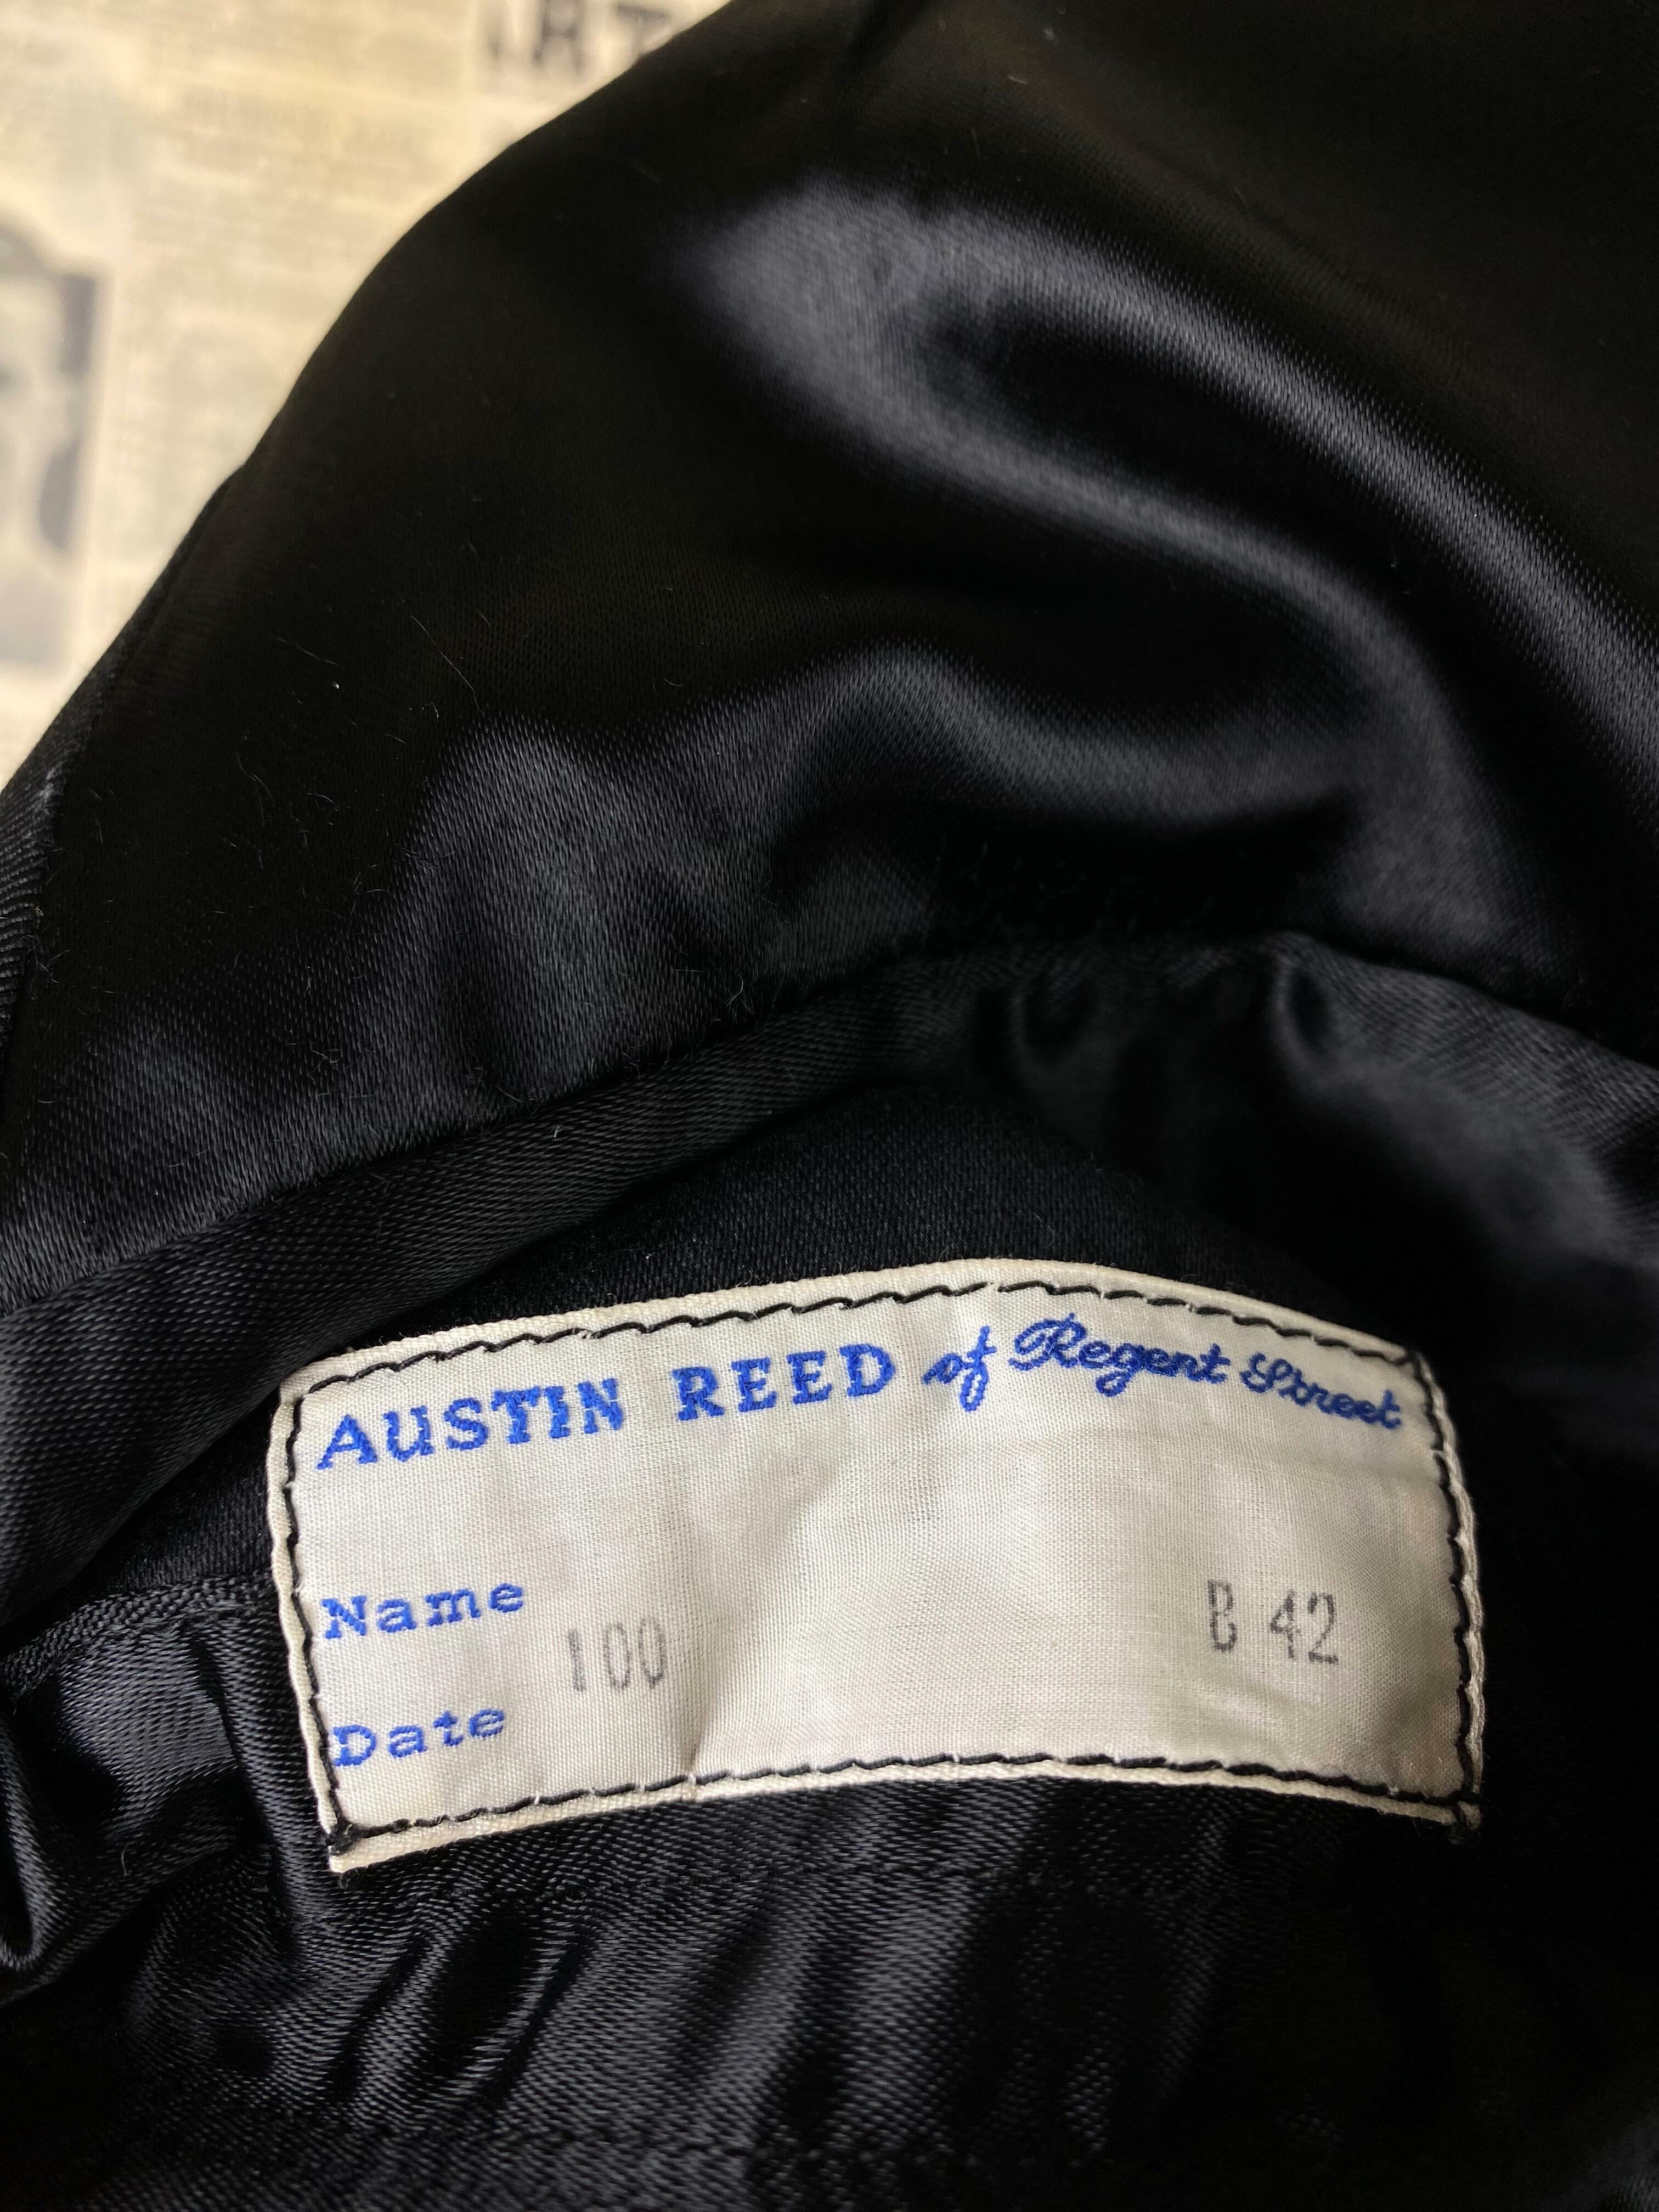 AUSTIN REED of Regent Street
Name
100
B 42
Date